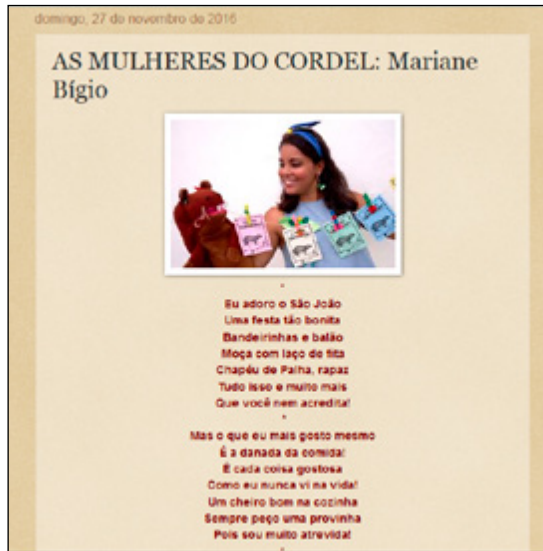 domingo, 27 de novembro de 2016
AS MULHERES DO CORDEL: Mariane
Bígio
*
Eu adoro o São João
Uma festa tão bonita
Bandeirinhas e balão
Moça com laço de fita
Chapéu de Palha, rapaz
Tudo isso e muito mais
Que você nem acredita!
*
Mas o que eu mais gosto mesmo
É a danada da comida!
É cada coisa gostosa
Como eu nunca vi na vida!
Um cheiro bom na cozinha
Sempre peço uma provinha
Pois sou muito atrevida!